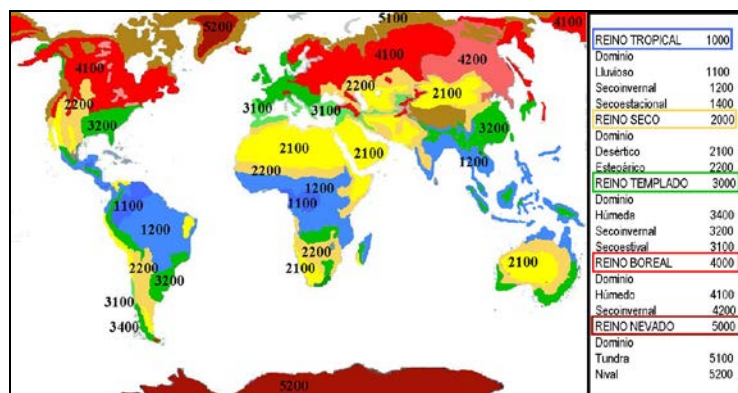 5100
5200
4100
4100
4100
4200
2200
2200
2100
3200
3100
3100
3200
2100
2100
1200
2200
1200
1100
1100
1200
2200
2200
2100
2100
3200
3100
3400
5200
REINO TROPICAL 1000
Dominio
Lluvioso 1100
Secoinvernal 1200
Secoestacional 1400
REINO SECO 2000
Dominio
Desértico 2100
Estepárico 2200
REINO TEMPLADO 3000
Dominio
Húmeda 3400
Secoinvernal 3200
Secoestival 3100
REINO BOREAL 4000
Dominio
Húmedo 4100
Secoinvernal 4200
REINO NEVADO 5000
Dominio
Tundra 5100
Nival 5200